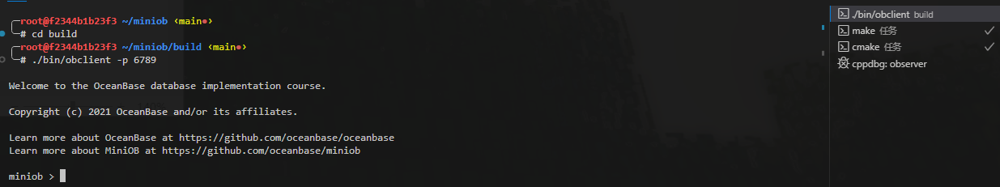 root@f2344b1b23f3 ~/miniob ‹main●›
# cd build
root@f2344b1b23f3 ~/miniob/build ‹main●›
# ./bin/obclient -p 6789
Welcome to the OceanBase database implementation course.
Copyright (c) 2021 OceanBase and/or its affiliates.
Learn more about OceanBase at https://github.com/oceanbase/oceanbase
Learn more about MiniOB at https://github.com/oceanbase/miniob
miniob >
./bin/obclient build
make 任务
cmake 任务
cppdbg: observer